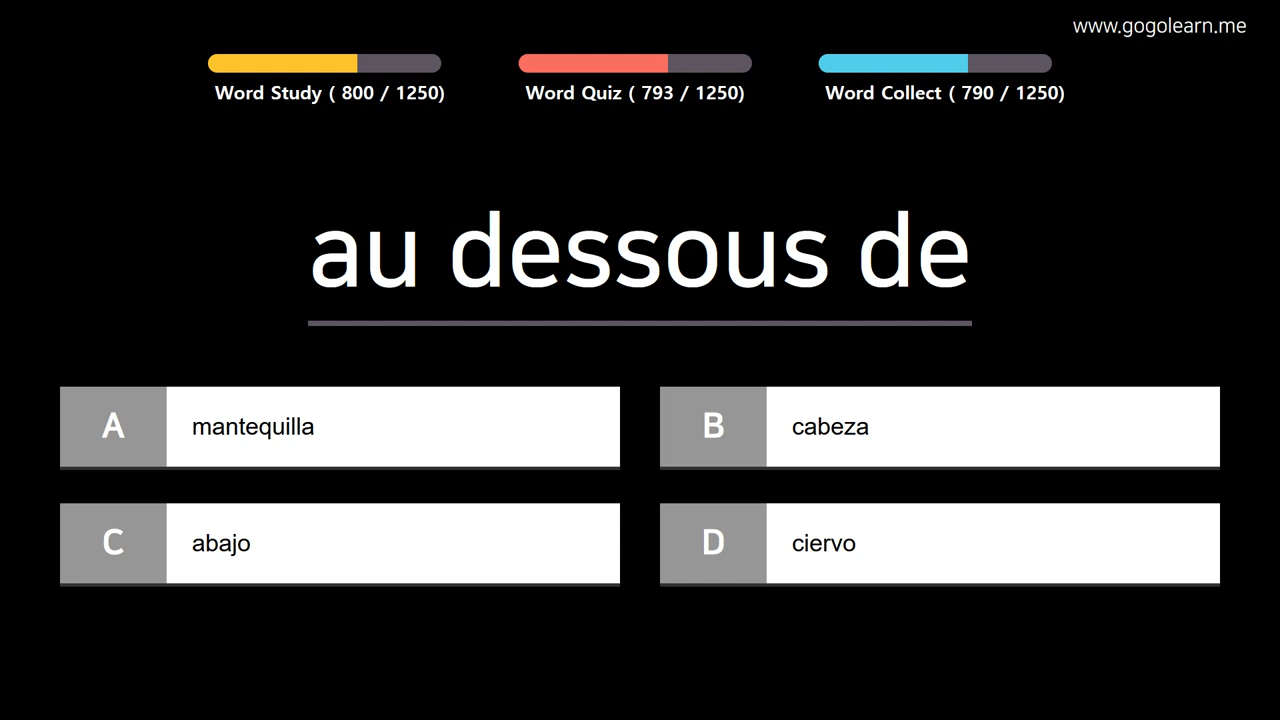 www.gogolearn.me
Word Study ( 800 / 1250)
Word Quiz ( 793 / 1250)
Word Collect ( 790 / 1250)
au dessous de
A mantequilla
B cabeza
C abajo
D ciervo